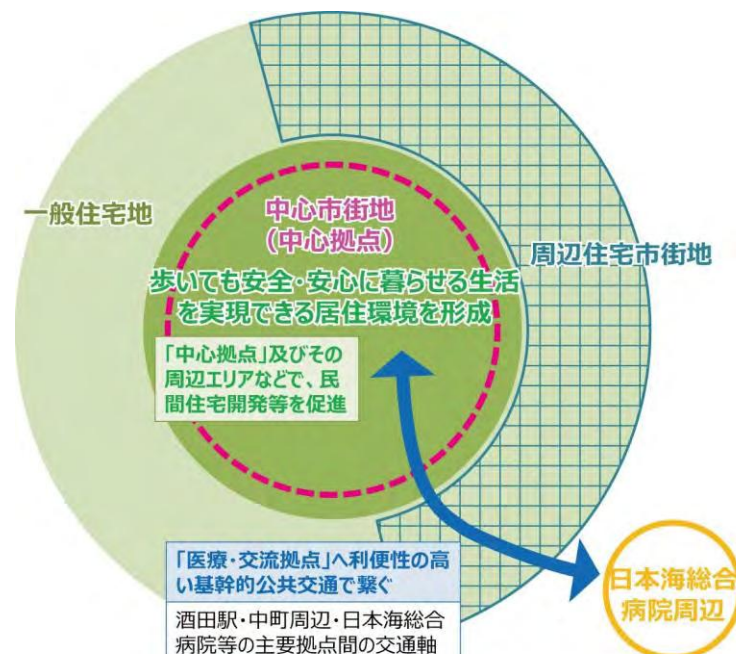 中心市街地
(中心拠点)
一般住宅地
周辺住宅市街地
歩いても安全・安心に暮らせる生活
を実現できる居住環境を形成
「中心拠点」及びその
周辺エリアなどで、民
間住宅開発等を促進
「医療・交流拠点」へ利便性の高
い基幹的公共交通で繋ぐ
酒田駅・中町周辺・日本海総合
病院等の主要拠点間の交通軸
日本海総合
病院周辺